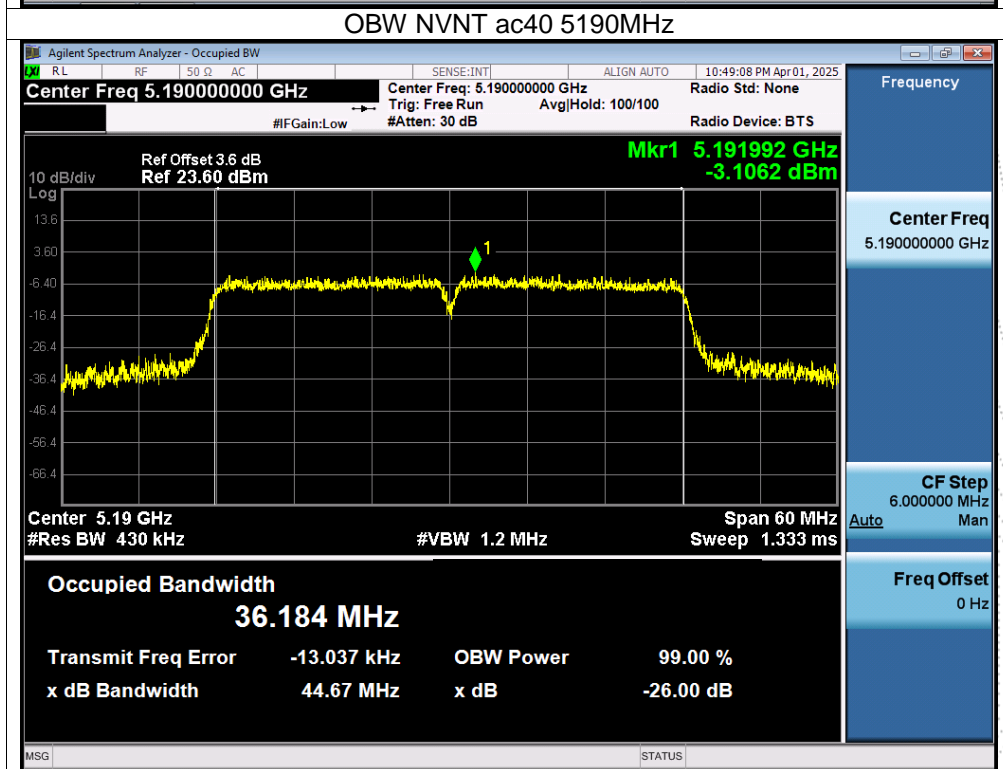 OBW NVNT ac40 5190MHz
Agilent Spectrum Analyzer - Occupied BW
LXI RL RF 50 Ω AC SENSE:INT ALIGN AUTO 10:49:08 PM Apr 01, 2025
Center Freq 5.190000000 GHz
Center Freq: 5.190000000 GHz Radio Std: None
Trig: Free Run Avg|Hold: 100/100
#IFGain:Low #Atten: 30 dB Radio Device: BTS
Frequency
Mkr1 5.191992 GHz
-3.1062 dBm
Ref Offset 3.6 dB
10 dB/div Ref 23.60 dBm
Log
13.6
3.60
-6.40
-16.4
-26.4
-36.4
-46.4
-56.4
-66.4
1
Center 5.19 GHz Span 60 MHz
#Res BW 430 kHz #VBW 1.2 MHz Sweep 1.333 ms
Center Freq
5.190000000 GHz
CF Step
6.000000 MHz
Auto Man
Freq Offset
0 Hz
Occupied Bandwidth
36.184 MHz
Transmit Freq Error -13.037 kHz OBW Power 99.00 %
x dB Bandwidth 44.67 MHz x dB -26.00 dB
MSG STATUS